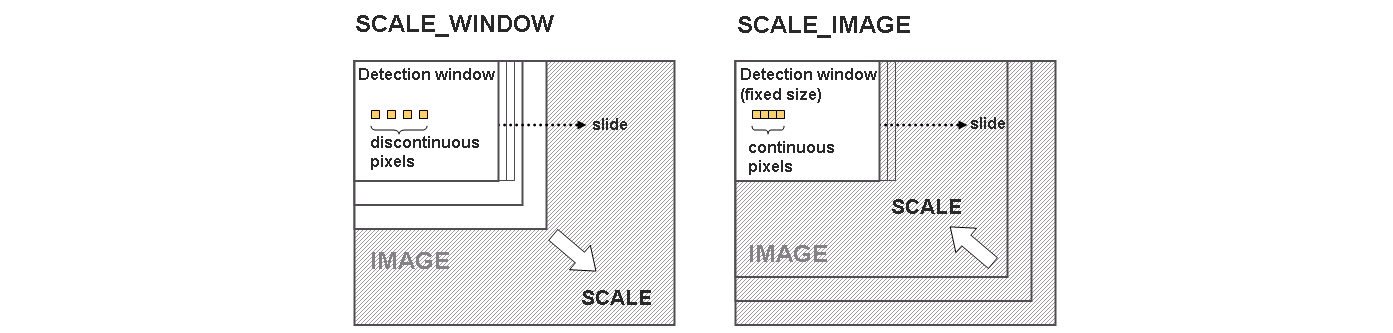 SCALE_WINDOW
Detection window
discontinuous
pixels
slide
IMAGE
SCALE
SCALE_IMAGE
Detection window
(fixed size)
continuous
pixels
slide
SCALE
IMAGE